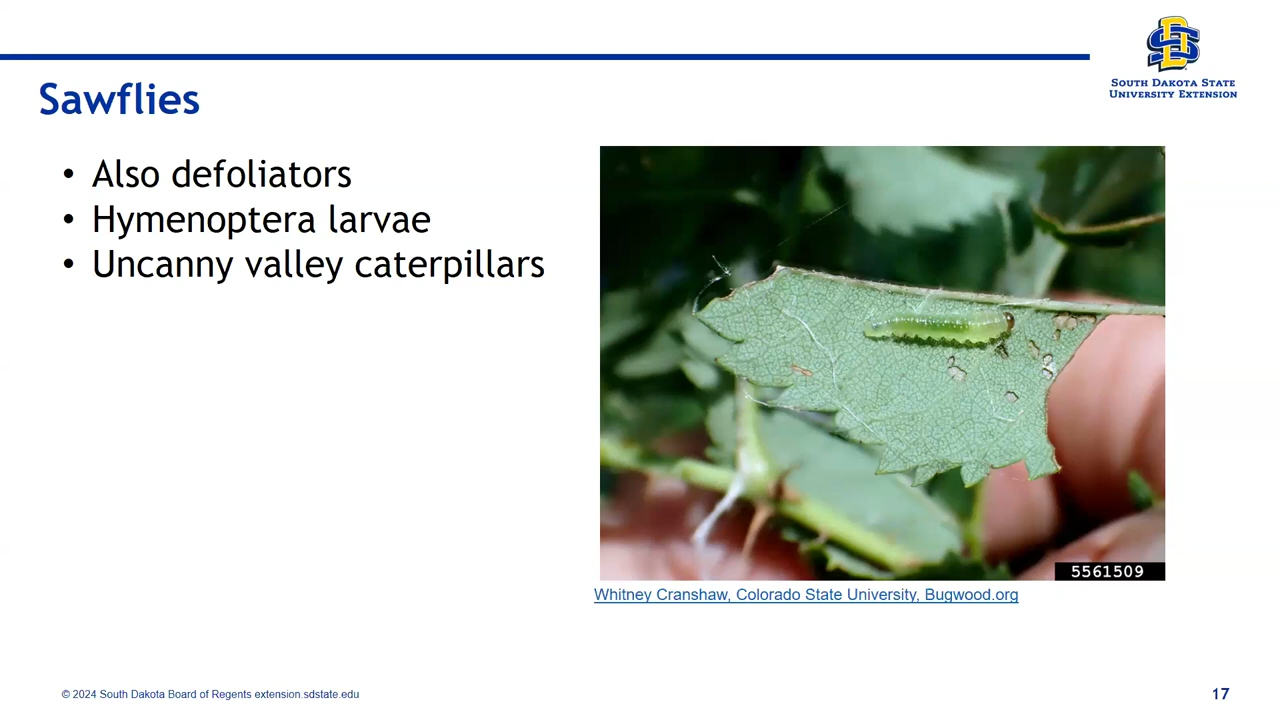 South Dakota State
University Extension
Sawflies
• Also defoliators
• Hymenoptera larvae
• Uncanny valley caterpillars
5561509
Whitney Cranshaw, Colorado State University, Bugwood.org
© 2024 South Dakota Board of Regents extension.sdstate.edu
17